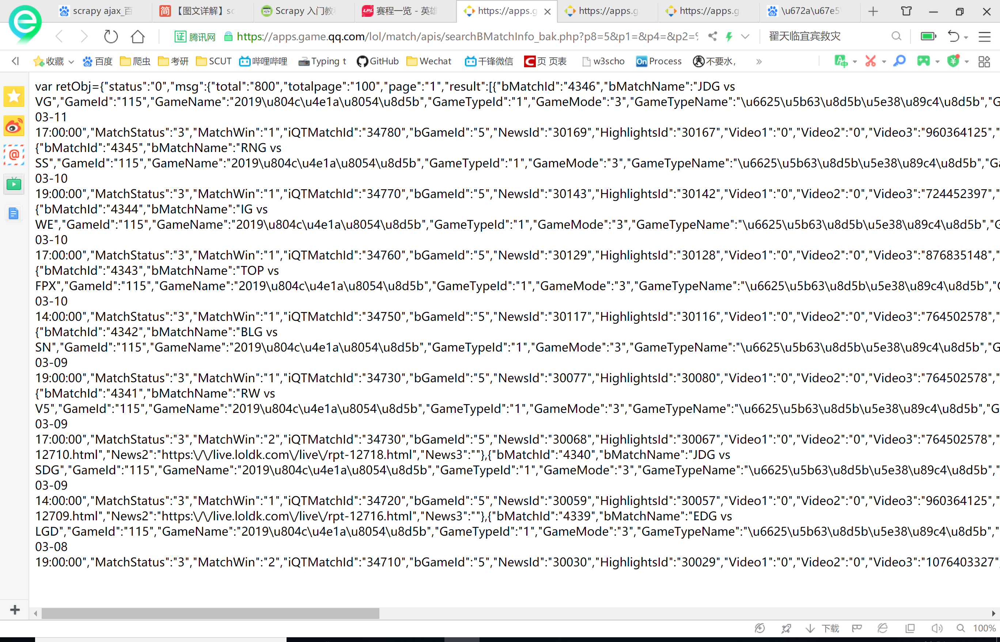 scrapy ajax_百
【图文详解】sc
Scrapy 入门教
赛程一览 - 英雄
https://apps.g
https://apps.g
https://apps.g
\u672a\u67e5
证 腾讯网 https://apps.game.qq.com/lol/match/apis/searchBMatchInfo_bak.php?p8=5&p1=&p4=&p2=%
翟天临宜宾救灾
收藏 百度 爬虫 考研 SCUT 哔哩哔哩 Typing t GitHub Wechat 千锋微信 页 页表 w3scho Process 不要水, »
var retObj={"status":"0","msg":{"total":"800","totalpage":"100","page":"1","result":[{"bMatchId":"4346","bMatchName":"JDG vs
VG","GameId":"115","GameName":"2019\u804c\u4e1a\u8054\u8d5b","GameTypeId":"1","GameMode":"3","GameTypeName":"\u6625\u5b63\u8d5b\u5e38\u89c4\u8d5b","G
03-11
17:00:00","MatchStatus":"3","MatchWin":"1","iQTMatchId":"34780","bGameId":"5","NewsId":"30169","HighlightsId":"30167","Video1":"0","Video2":"0","Video3":"960364125","
{"bMatchId":"4345","bMatchName":"RNG vs
SS","GameId":"115","GameName":"2019\u804c\u4e1a\u8054\u8d5b","GameTypeId":"1","GameMode":"3","GameTypeName":"\u6625\u5b63\u8d5b\u5e38\u89c4\u8d5b","Ga
03-10
19:00:00","MatchStatus":"3","MatchWin":"1","iQTMatchId":"34770","bGameId":"5","NewsId":"30143","HighlightsId":"30142","Video1":"0","Video2":"0","Video3":"724452397","
{"bMatchId":"4344","bMatchName":"IG vs
WE","GameId":"115","GameName":"2019\u804c\u4e1a\u8054\u8d5b","GameTypeId":"1","GameMode":"3","GameTypeName":"\u6625\u5b63\u8d5b\u5e38\u89c4\u8d5b","G
03-10
17:00:00","MatchStatus":"3","MatchWin":"1","iQTMatchId":"34760","bGameId":"5","NewsId":"30129","HighlightsId":"30128","Video1":"0","Video2":"0","Video3":"876835148","
{"bMatchId":"4343","bMatchName":"TOP vs
FPX","GameId":"115","GameName":"2019\u804c\u4e1a\u8054\u8d5b","GameTypeId":"1","GameMode":"3","GameTypeName":"\u6625\u5b63\u8d5b\u5e38\u89c4\u8d5b","G
03-10
14:00:00","MatchStatus":"3","MatchWin":"1","iQTMatchId":"34750","bGameId":"5","NewsId":"30117","HighlightsId":"30116","Video1":"0","Video2":"0","Video3":"764502578","
{"bMatchId":"4342","bMatchName":"BLG vs
SN","GameId":"115","GameName":"2019\u804c\u4e1a\u8054\u8d5b","GameTypeId":"1","GameMode":"3","GameTypeName":"\u6625\u5b63\u8d5b\u5e38\u89c4\u8d5b","G
03-09
19:00:00","MatchStatus":"3","MatchWin":"1","iQTMatchId":"34730","bGameId":"5","NewsId":"30077","HighlightsId":"30080","Video1":"0","Video2":"0","Video3":"764502578","
{"bMatchId":"4341","bMatchName":"RW vs
V5","GameId":"115","GameName":"2019\u804c\u4e1a\u8054\u8d5b","GameTypeId":"1","GameMode":"3","GameTypeName":"\u6625\u5b63\u8d5b\u5e38\u89c4\u8d5b","G
03-09
17:00:00","MatchStatus":"3","MatchWin":"2","iQTMatchId":"34730","bGameId":"5","NewsId":"30068","HighlightsId":"30067","Video1":"0","Video2":"0","Video3":"764502578","
12710.html","News2":"https:\/\/live.loldk.com\/live\/rpt-12718.html","News3":""},{"bMatchId":"4340","bMatchName":"JDG vs
SDG","GameId":"115","GameName":"2019\u804c\u4e1a\u8054\u8d5b","GameTypeId":"1","GameMode":"3","GameTypeName":"\u6625\u5b63\u8d5b\u5e38\u89c4\u8d5b","
03-09
14:00:00","MatchStatus":"3","MatchWin":"1","iQTMatchId":"34720","bGameId":"5","NewsId":"30059","HighlightsId":"30057","Video1":"0","Video2":"0","Video3":"960364125","
12709.html","News2":"https:\/\/live.loldk.com\/live\/rpt-12716.html","News3":""},{"bMatchId":"4339","bMatchName":"EDG vs
LGD","GameId":"115","GameName":"2019\u804c\u4e1a\u8054\u8d5b","GameTypeId":"1","GameMode":"3","GameTypeName":"\u6625\u5b63\u8d5b\u5e38\u89c4\u8d5b","
03-08
19:00:00","MatchStatus":"3","MatchWin":"2","iQTMatchId":"34710","bGameId":"5","NewsId":"30030","HighlightsId":"30029","Video1":"0","Video2":"0","Video3":"1076403327",
下载 100%